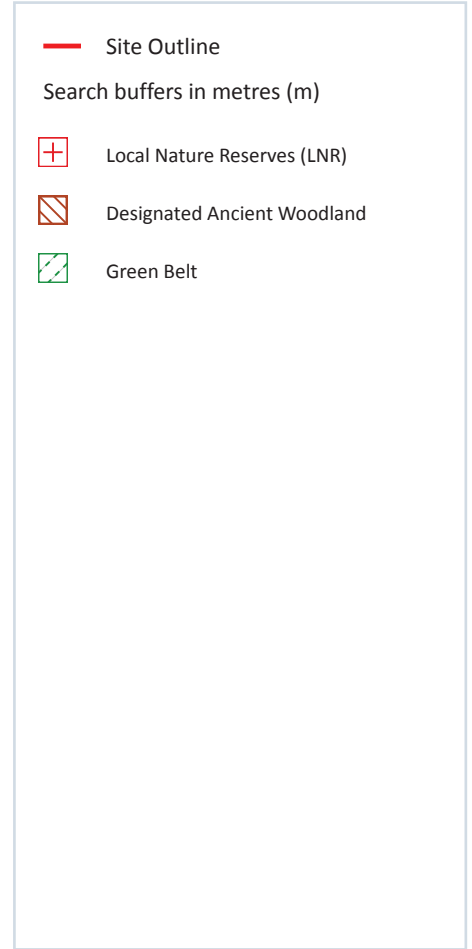 Site Outline
Search buffers in metres (m)
Local Nature Reserves (LNR)
Designated Ancient Woodland
Green Belt